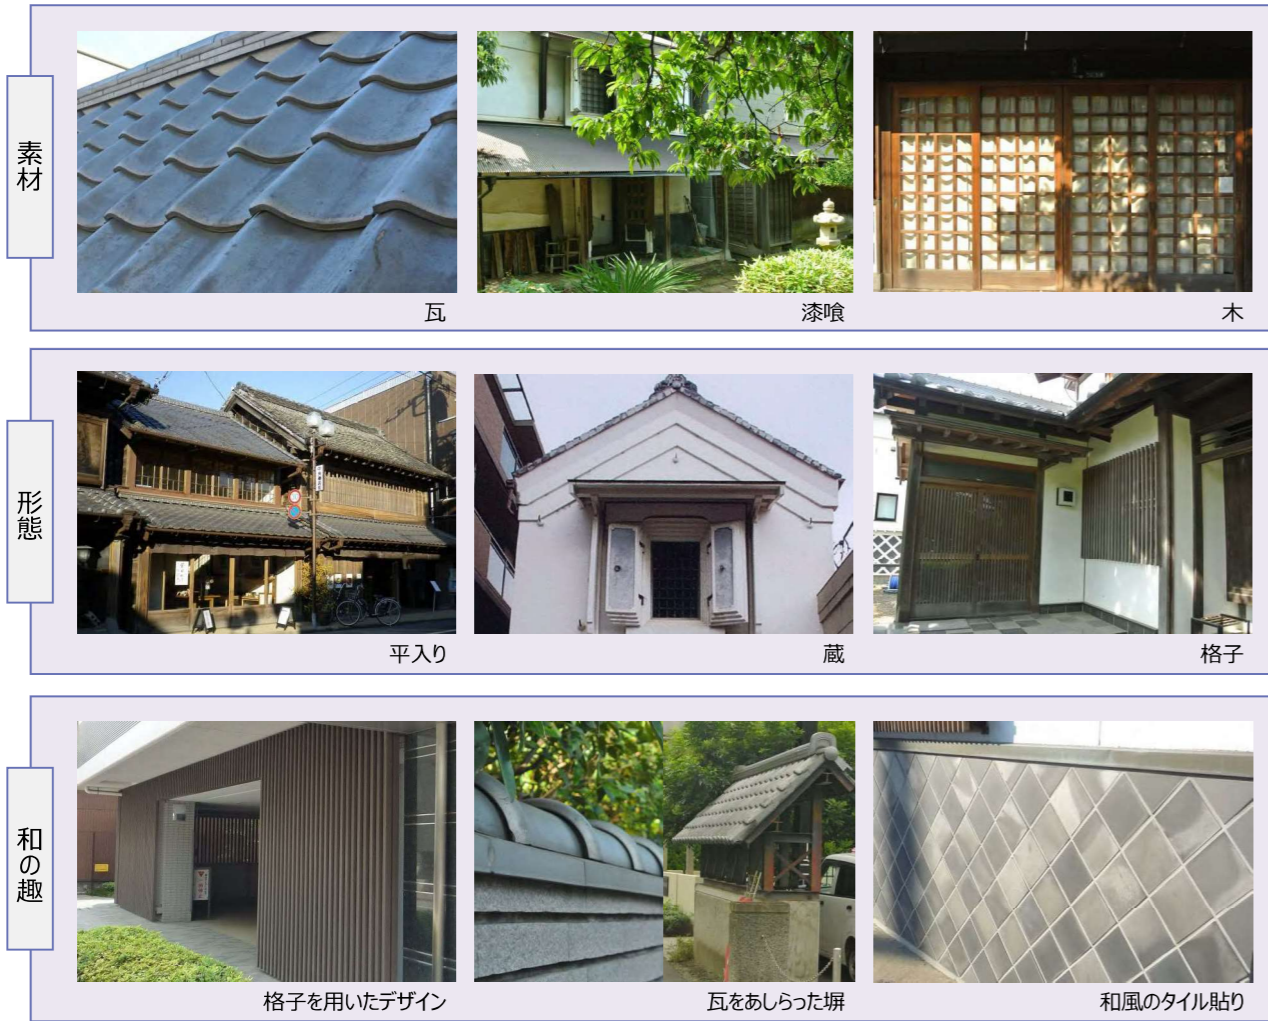 素材
瓦
漆喰
木
形態
平入り
蔵
格子
和の趣
格子を用いたデザイン
瓦をあしらった塀
和風のタイル貼り